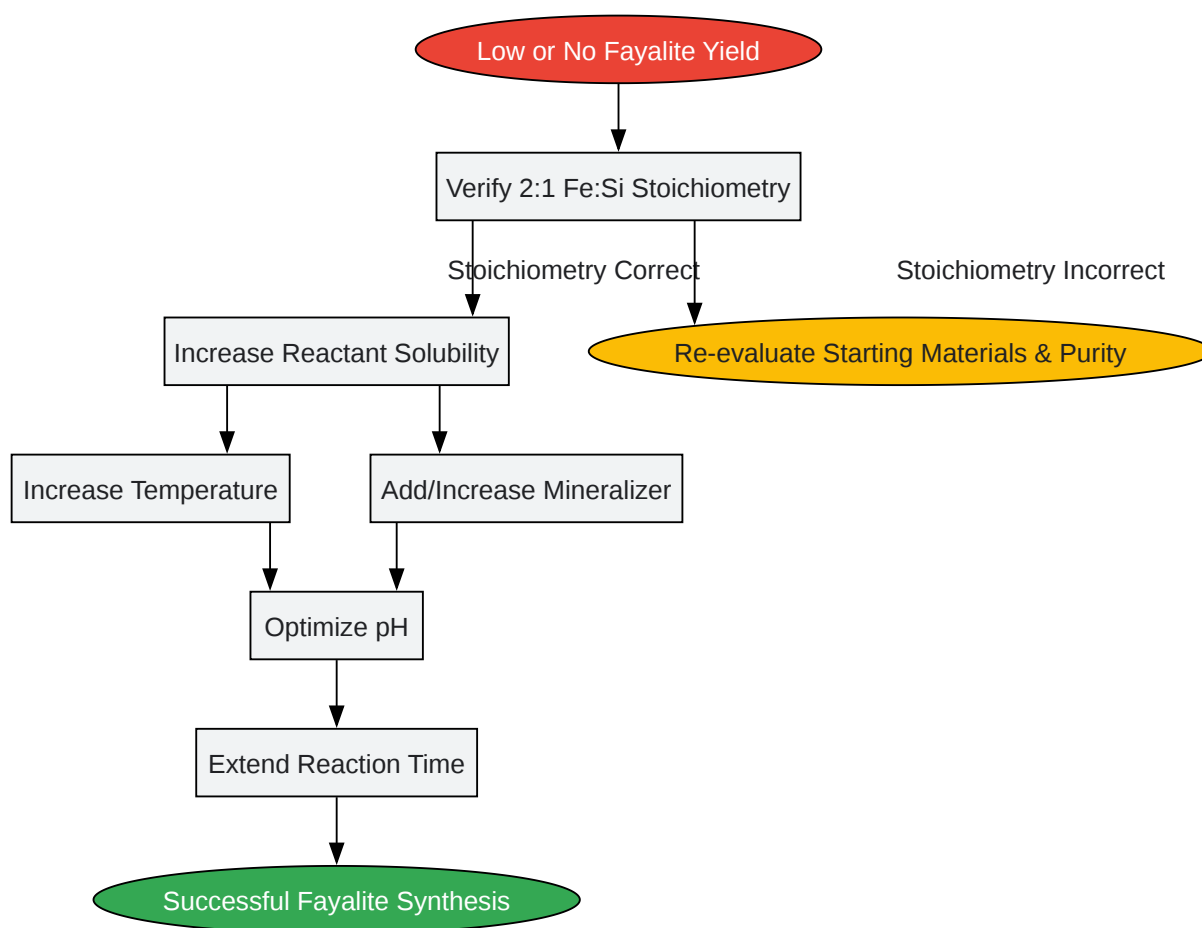 Low or No Fayalite Yield
Verify 2:1 Fe:Si Stoichiometry
Stoichiometry Correct
Stoichiometry Incorrect
Increase Reactant Solubility
Re-evaluate Starting Materials & Purity
Increase Temperature
Add/Increase Mineralizer
Optimize pH
Extend Reaction Time
Successful Fayalite Synthesis